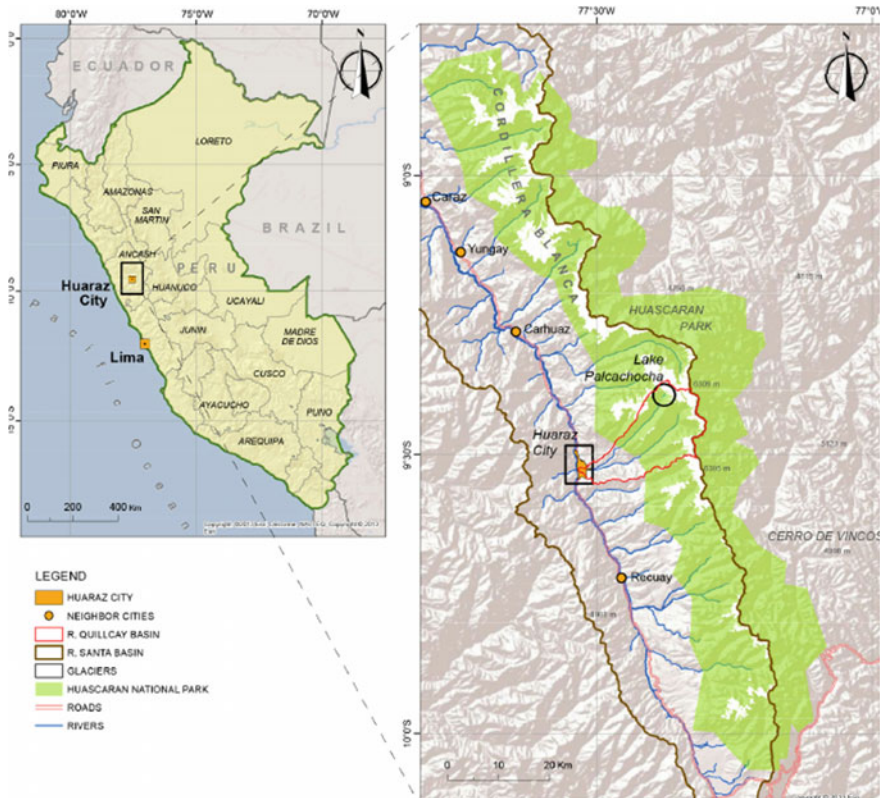 80°0'W
75°0'W
70°0'W
ECUADOR
LORETO
PIURA
AMAZONAS
SAN
MARTIN
BRAZIL
ANCASH
PERU
Huaraz
City
HUANUCO
UCAYALI
Lima
JUNIN
MADRE
DE DIOS
CUSCO
AYACUCHO
PUNO
AREQUIPA
0 200 400 Km
LEGEND
HUARAZ CITY
NEIGHBOR CITIES
R. QUILLCAY BASIN
R. SANTA BASIN
GLACIERS
HUASCARAN NATIONAL PARK
ROADS
RIVERS
77°30'W
77°0'
9°0'S
CORDILLERA BLANCA
Caraz
Yungay
HUASCARAN
PARK
Carhuaz
Lake
Palcachocha
Huaraz
City
9°30'S
CERRO DE VINCOS
Recuay
10°0'S
0 10 20 Km